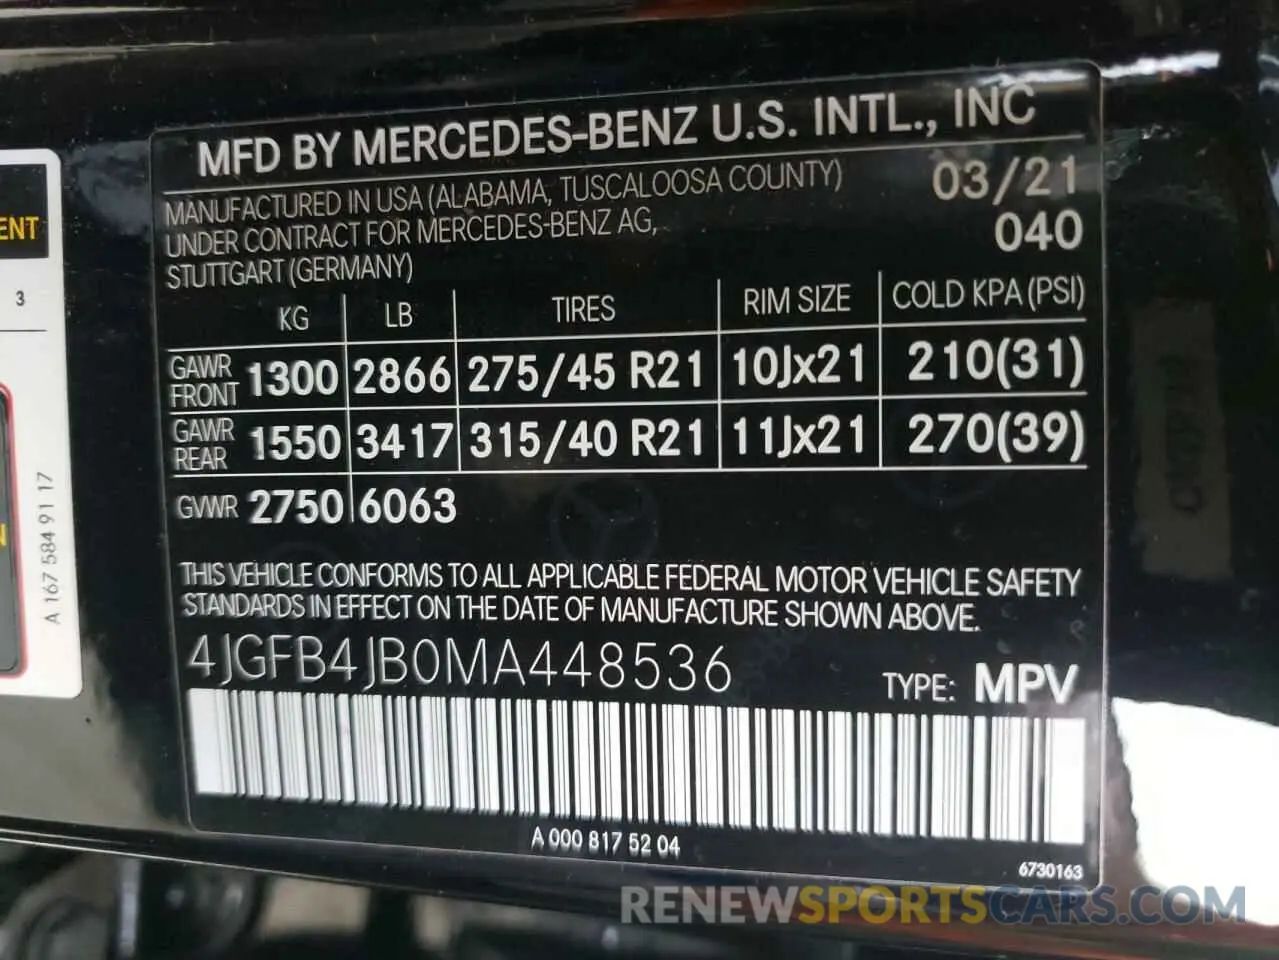 MFD BY MERCEDES-BENZ U.S. INTL., INC
MANUFACTURED IN USA (ALABAMA, TUSCALOOSA COUNTY) 03/21
UNDER CONTRACT FOR MERCEDES-BENZ AG, 040
STUTTGART (GERMANY)
KG LB TIRES RIM SIZE COLD KPA (PSI)
GAWR FRONT 1300 2866 275/45 R21 10Jx21 210(31)
GAWR REAR 1550 3417 315/40 R21 11Jx21 270(39)
GVWR 2750 6063
THIS VEHICLE CONFORMS TO ALL APPLICABLE FEDERAL MOTOR VEHICLE SAFETY
STANDARDS IN EFFECT ON THE DATE OF MANUFACTURE SHOWN ABOVE.
4JGFB4JB0MA448536 TYPE: MPV
A 000 817 52 04
6730163
ENT
3
A 167 584 91 17
N
RENEWSPORTSCARS.COM